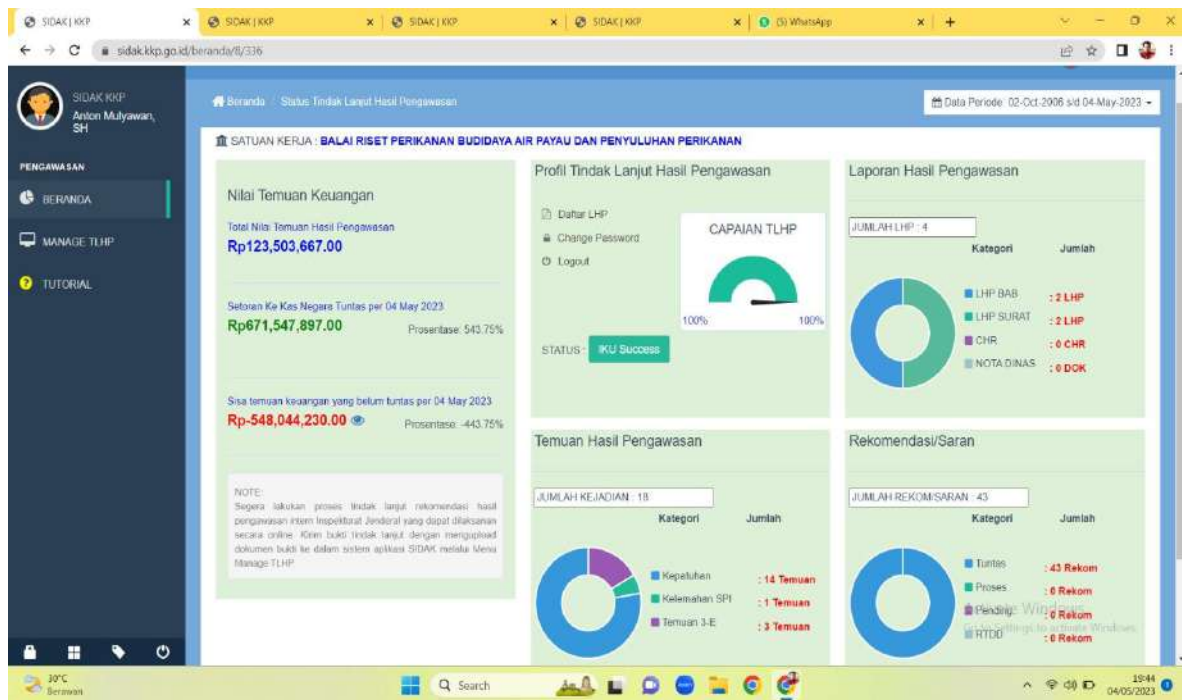 SIDAK | KKP
SIDAK | KKP
SIDAK | KKP
SIDAK | KKP
(5) WhatsApp
sidak.kkp.go.id/beranda/8/336
SIDAK KKP
Anton Mulyawan, SH
PENGAWASAN
BERANDA
MANAGE TLHP
TUTORIAL
Beranda / Status Tindak Lanjut Hasil Pengawasan
Data Periode: 02-Oct-2006 s/d 04-May-2023
SATUAN KERJA : BALAI RISET PERIKANAN BUDIDAYA AIR PAYAU DAN PENYULUHAN PERIKANAN
Nilai Temuan Keuangan
Total Nilai Temuan Hasil Pengawasan
Rp123,503,667.00
Setoran Ke Kas Negara Tuntas per 04 May 2023
Rp671,547,897.00 Prosentase: 543.75%
Sisa temuan keuangan yang belum tuntas per 04 May 2023
Rp-548,044,230.00 Prosentase: -443.75%
NOTE:
Segera lakukan proses tindak lanjut rekomendasi hasil
pengawasan intern Inspektorat Jenderal yang dapat dilaksanan
secara online. Kirim bukti tindak lanjut dengan mengupload
dokumen bukti ke dalam sistem aplikasi SIDAK melalui Menu
Manage TLHP
Profil Tindak Lanjut Hasil Pengawasan
Daftar LHP
Change Password
Logout
CAPAIAN TLHP
100% 100%
STATUS : IKU Success
Laporan Hasil Pengawasan
JUMLAH LHP : 4
Kategori Jumlah
LHP BAB : 2 LHP
LHP SURAT : 2 LHP
CHR : 0 CHR
NOTA DINAS : 0 DOK
Temuan Hasil Pengawasan
JUMLAH KEJADIAN : 18
Kategori Jumlah
Kepatuhan : 14 Temuan
Kelemahan SPI : 1 Temuan
Temuan 3-E : 3 Temuan
Rekomendasi/Saran
JUMLAH REKOM/SARAN : 43
Kategori Jumlah
Tuntas : 43 Rekom
Proses : 0 Rekom
Pending : 0 Rekom
RTDD : 0 Rekom
Activate Windows
Go to Settings to activate Windows.
30°C
Berawan
Search
19:44
04/05/2023